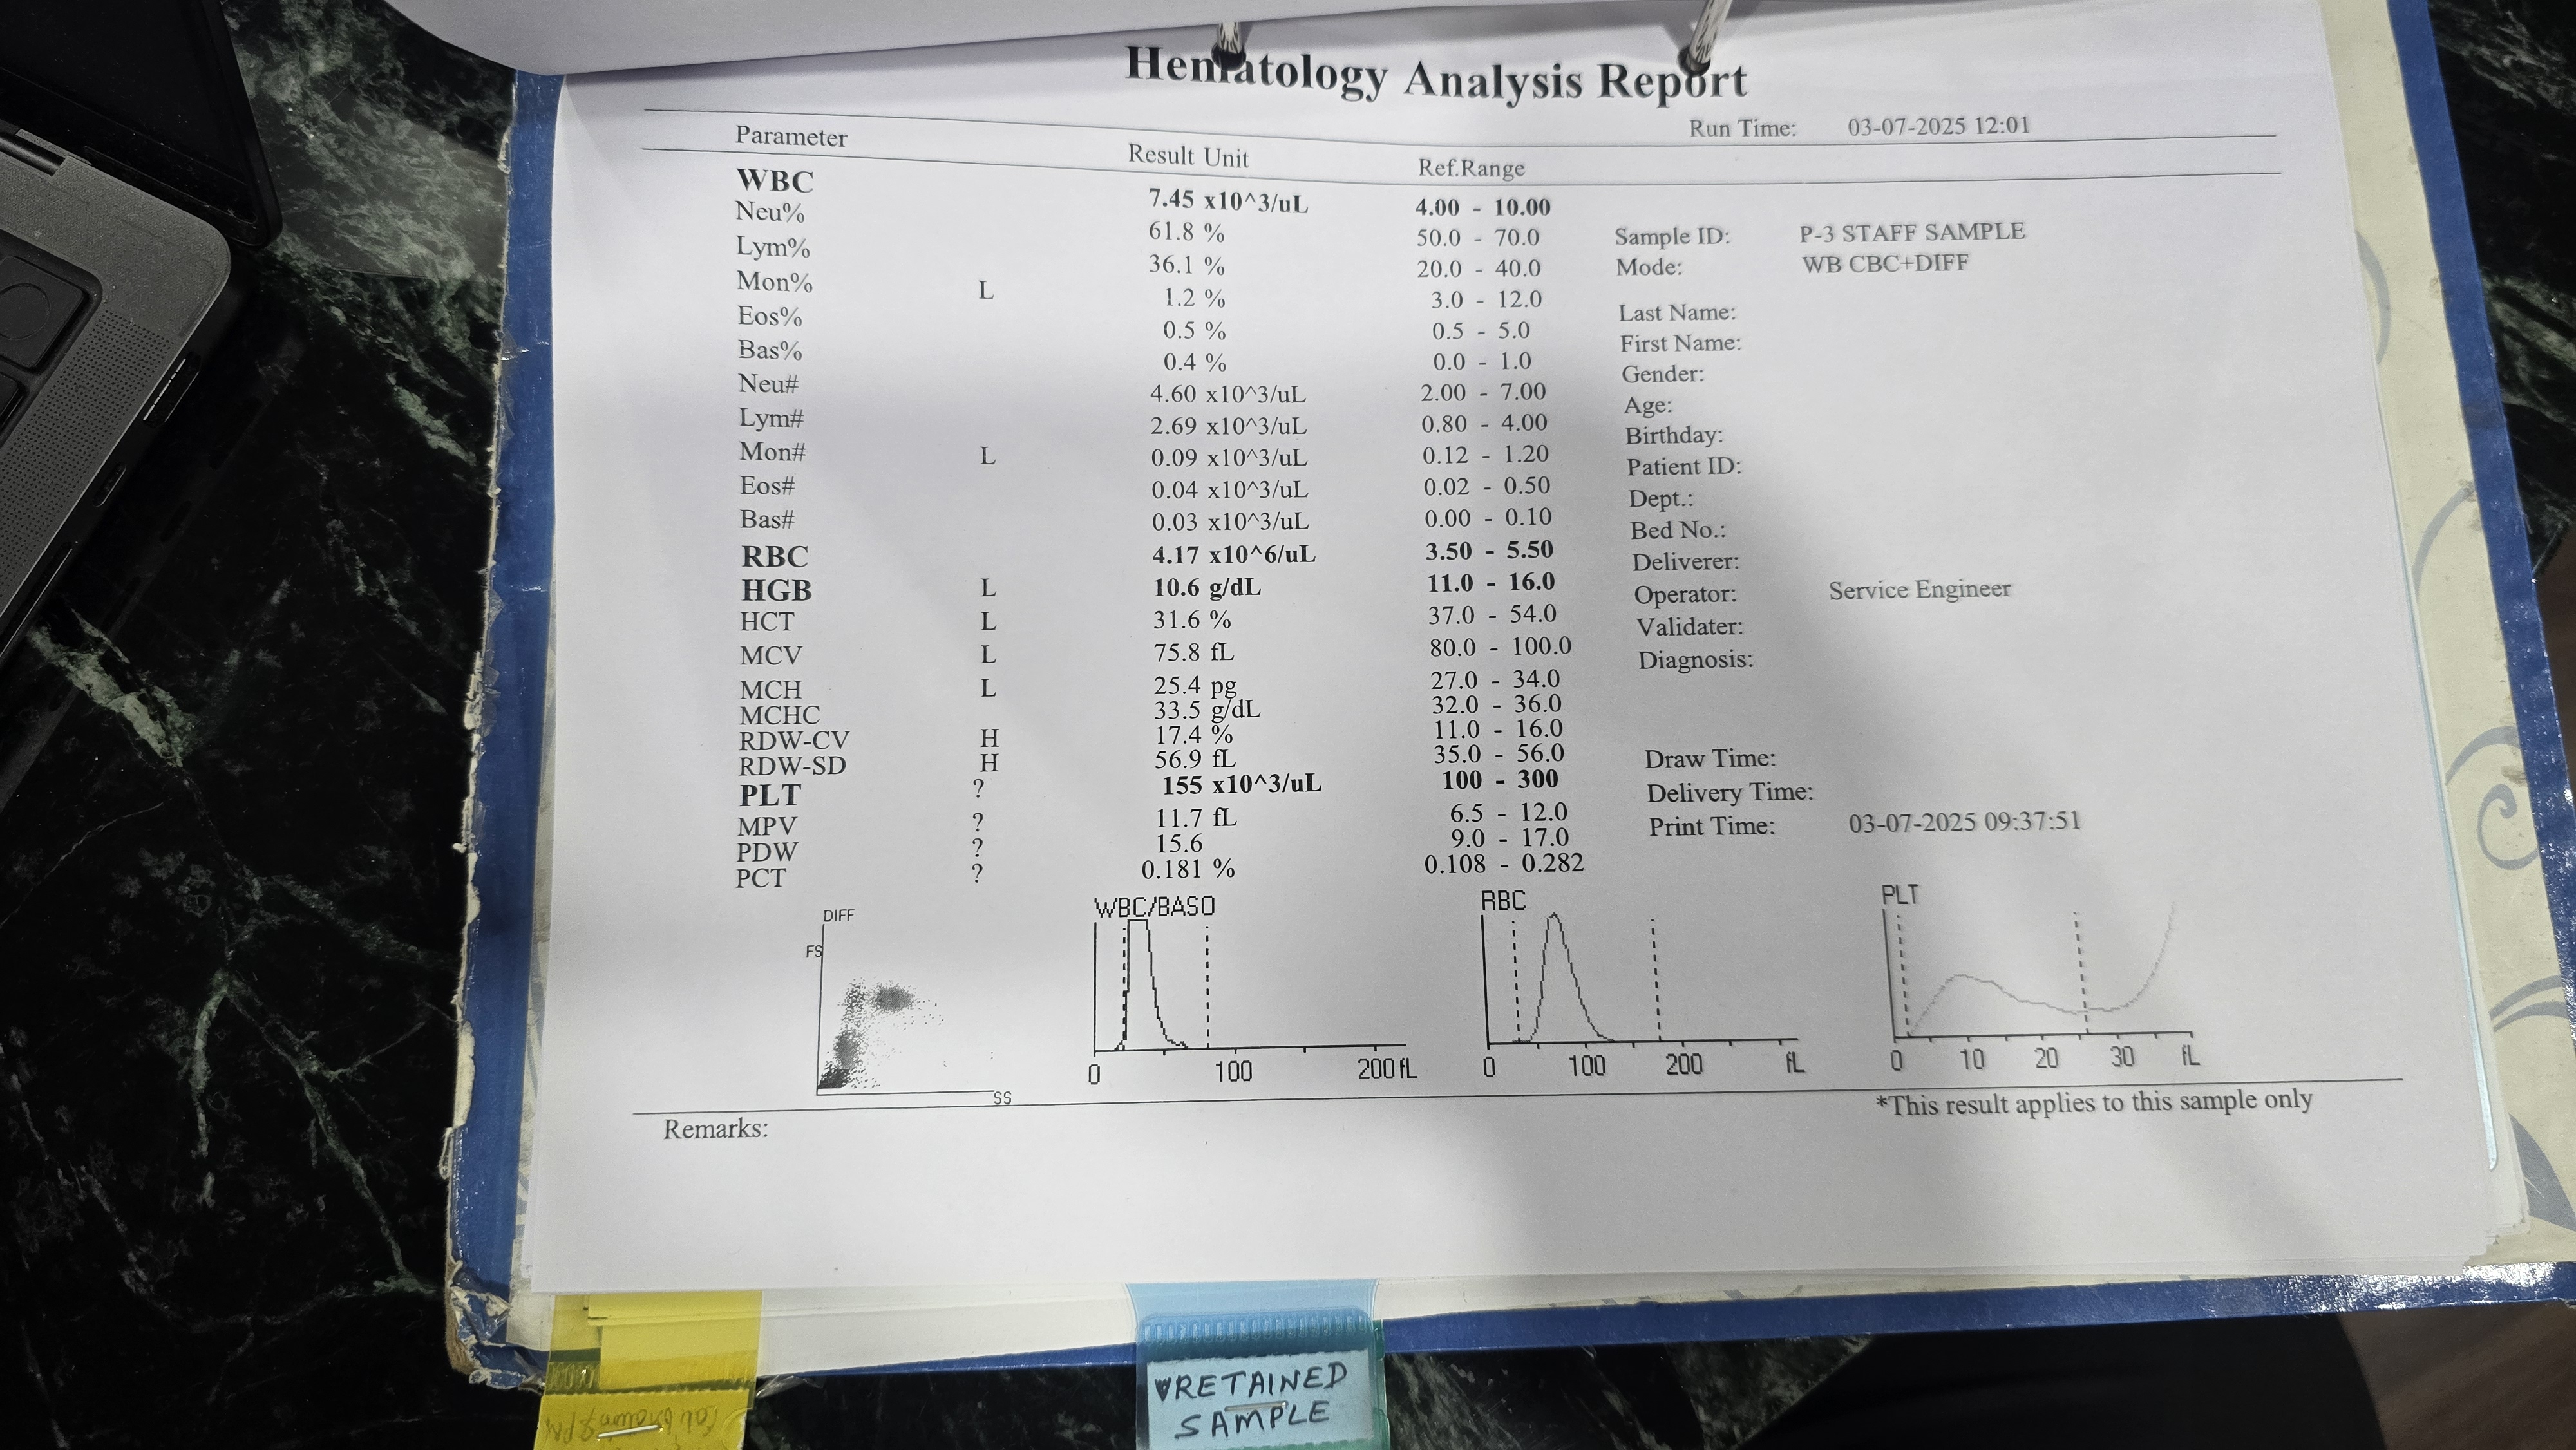 Hematology Analysis Report
Run Time: 03-07-2025 12:01
Parameter Result Unit Ref.Range
WBC 7.45 x10^3/uL 4.00 - 10.00
Neu% 61.8 % 50.0 - 70.0
Lym% 36.1 % 20.0 - 40.0
Mon% L 1.2 % 3.0 - 12.0
Eos% 0.5 % 0.5 - 5.0
Bas% 0.4 % 0.0 - 1.0
Neu# 4.60 x10^3/uL 2.00 - 7.00
Lym# 2.69 x10^3/uL 0.80 - 4.00
Mon# L 0.09 x10^3/uL 0.12 - 1.20
Eos# 0.04 x10^3/uL 0.02 - 0.50
Bas# 0.03 x10^3/uL 0.00 - 0.10
RBC 4.17 x10^6/uL 3.50 - 5.50
HGB L 10.6 g/dL 11.0 - 16.0
HCT L 31.6 % 37.0 - 54.0
MCV L 75.8 fL 80.0 - 100.0
MCH L 25.4 pg 27.0 - 34.0
MCHC 33.5 g/dL 32.0 - 36.0
RDW-CV H 17.4 % 11.0 - 16.0
RDW-SD H 56.9 fL 35.0 - 56.0
PLT ? 155 x10^3/uL 100 - 300
MPV ? 11.7 fL 6.5 - 12.0
PDW ? 15.6 9.0 - 17.0
PCT ? 0.181 % 0.108 - 0.282
Sample ID: P-3 STAFF SAMPLE
Mode: WB CBC+DIFF
Last Name:
First Name:
Gender:
Age:
Birthday:
Patient ID:
Dept.:
Bed No.:
Deliverer:
Operator: Service Engineer
Validater:
Diagnosis:
Draw Time:
Delivery Time:
Print Time: 03-07-2025 09:37:51
DIFF
FS
SS
WBC/BASO
0 100 200 fL
RBC
0 100 200 fL
PLT
0 10 20 30 fL
Remarks:
*This result applies to this sample only
RETAINED
SAMPLE